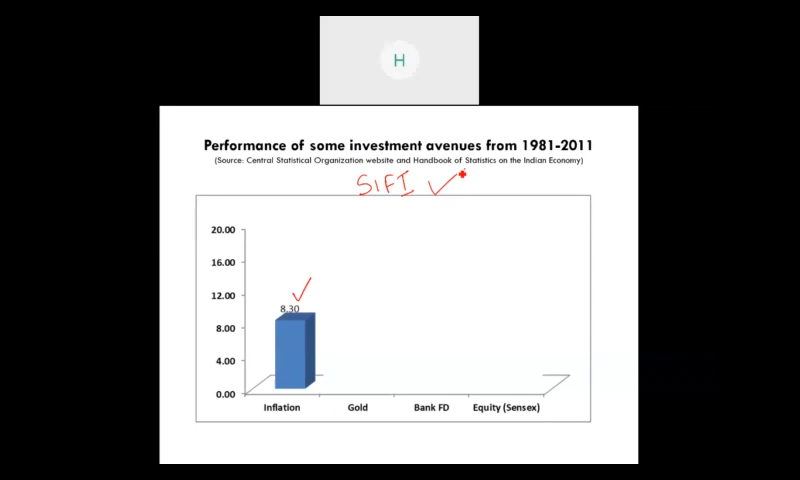 H
Performance of some investment avenues from 1981-2011
(Source: Central Statistical Organization website and Handbook of Statistics on the Indian Economy)
SIFI
20.00
16.00
12.00
8.30
8.00
4.00
0.00
Inflation Gold Bank FD Equity (Sensex)